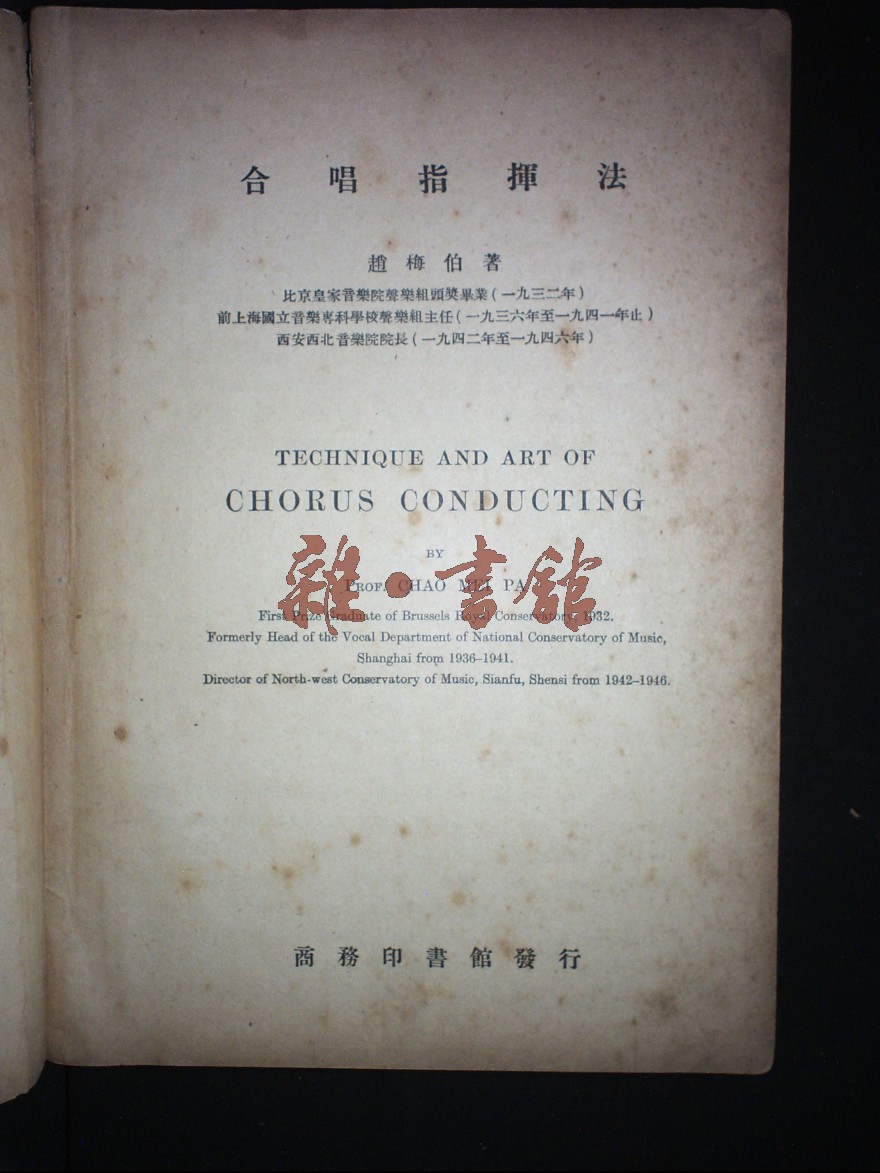 合唱指揮法
趙梅伯著
比京皇家音樂院聲樂組頭獎畢業(一九三二年)
前上海國立音樂專科學校聲樂組主任(一九三六年至一九四一年止)
西安西北音樂院院長(一九四二年至一九四六年)
TECHNIQUE AND ART OF
CHORUS CONDUCTING
BY
PROF. CHAO MEI PA
First Prize Graduate of Brussels Royal Conservatory, 1932.
Formerly Head of the Vocal Department of National Conservatory of Music,
Shanghai from 1936–1941.
Director of North-west Conservatory of Music, Sianfu, Shensi from 1942–1946.
商務印書館發行
雜·書館